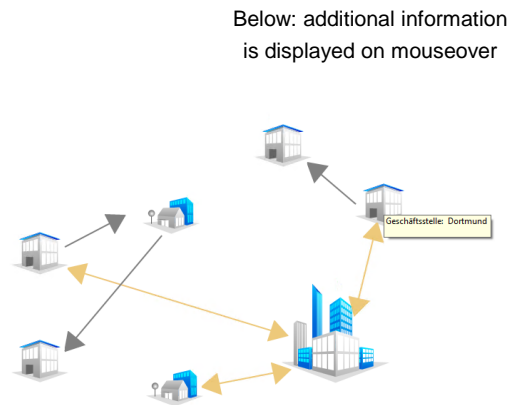 Below: additional information
is displayed on mouseover
Geschäftsstelle: Dortmund